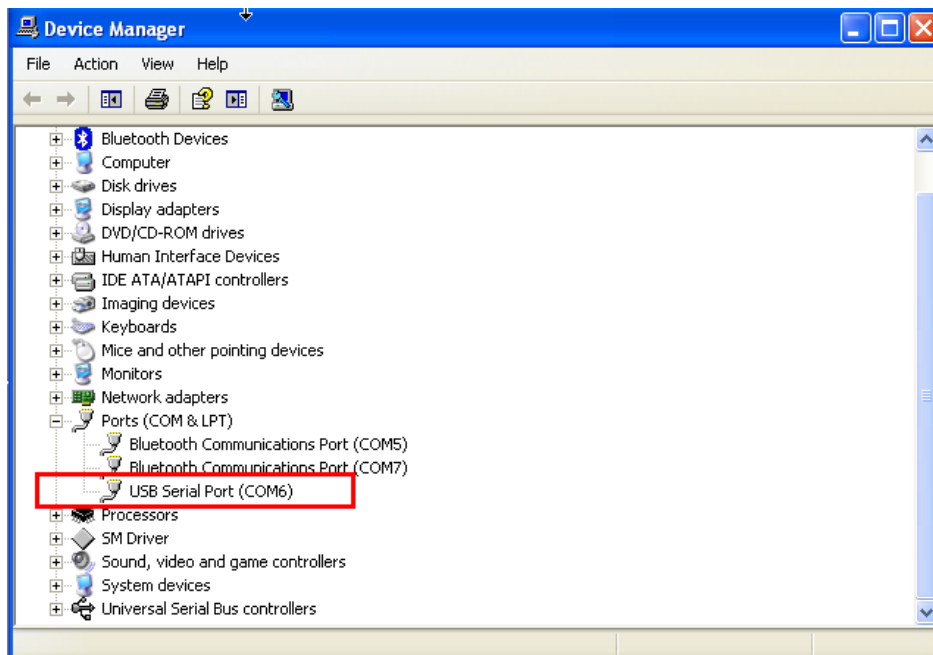 Device Manager
File Action View Help
Bluetooth Devices
Computer
Disk drives
Display adapters
DVD/CD-ROM drives
Human Interface Devices
IDE ATA/ATAPI controllers
Imaging devices
Keyboards
Mice and other pointing devices
Monitors
Network adapters
Ports (COM & LPT)
Bluetooth Communications Port (COM5)
Bluetooth Communications Port (COM7)
USB Serial Port (COM6)
Processors
SM Driver
Sound, video and game controllers
System devices
Universal Serial Bus controllers